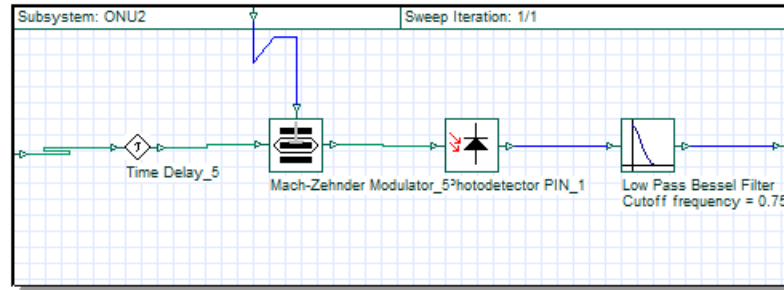 Subsystem: ONU2
Sweep Iteration: 1/1
Time Delay_5
Mach-Zehnder Modulator_5
Photodetector PIN_1
Low Pass Bessel Filter
Cutoff frequency = 0.75